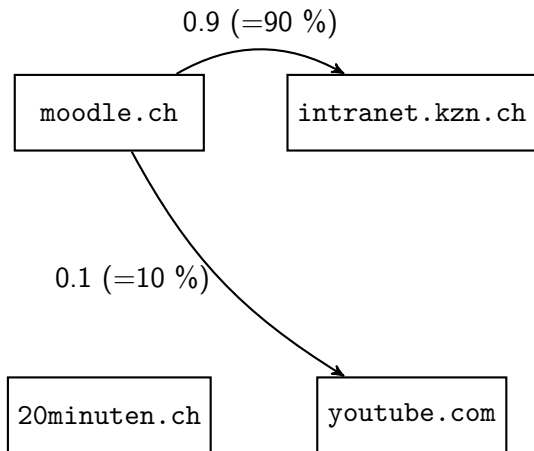 0.9 (=90 %)
moodle.ch
intranet.kzn.ch
0.1 (=10 %)
20minuten.ch
youtube.com